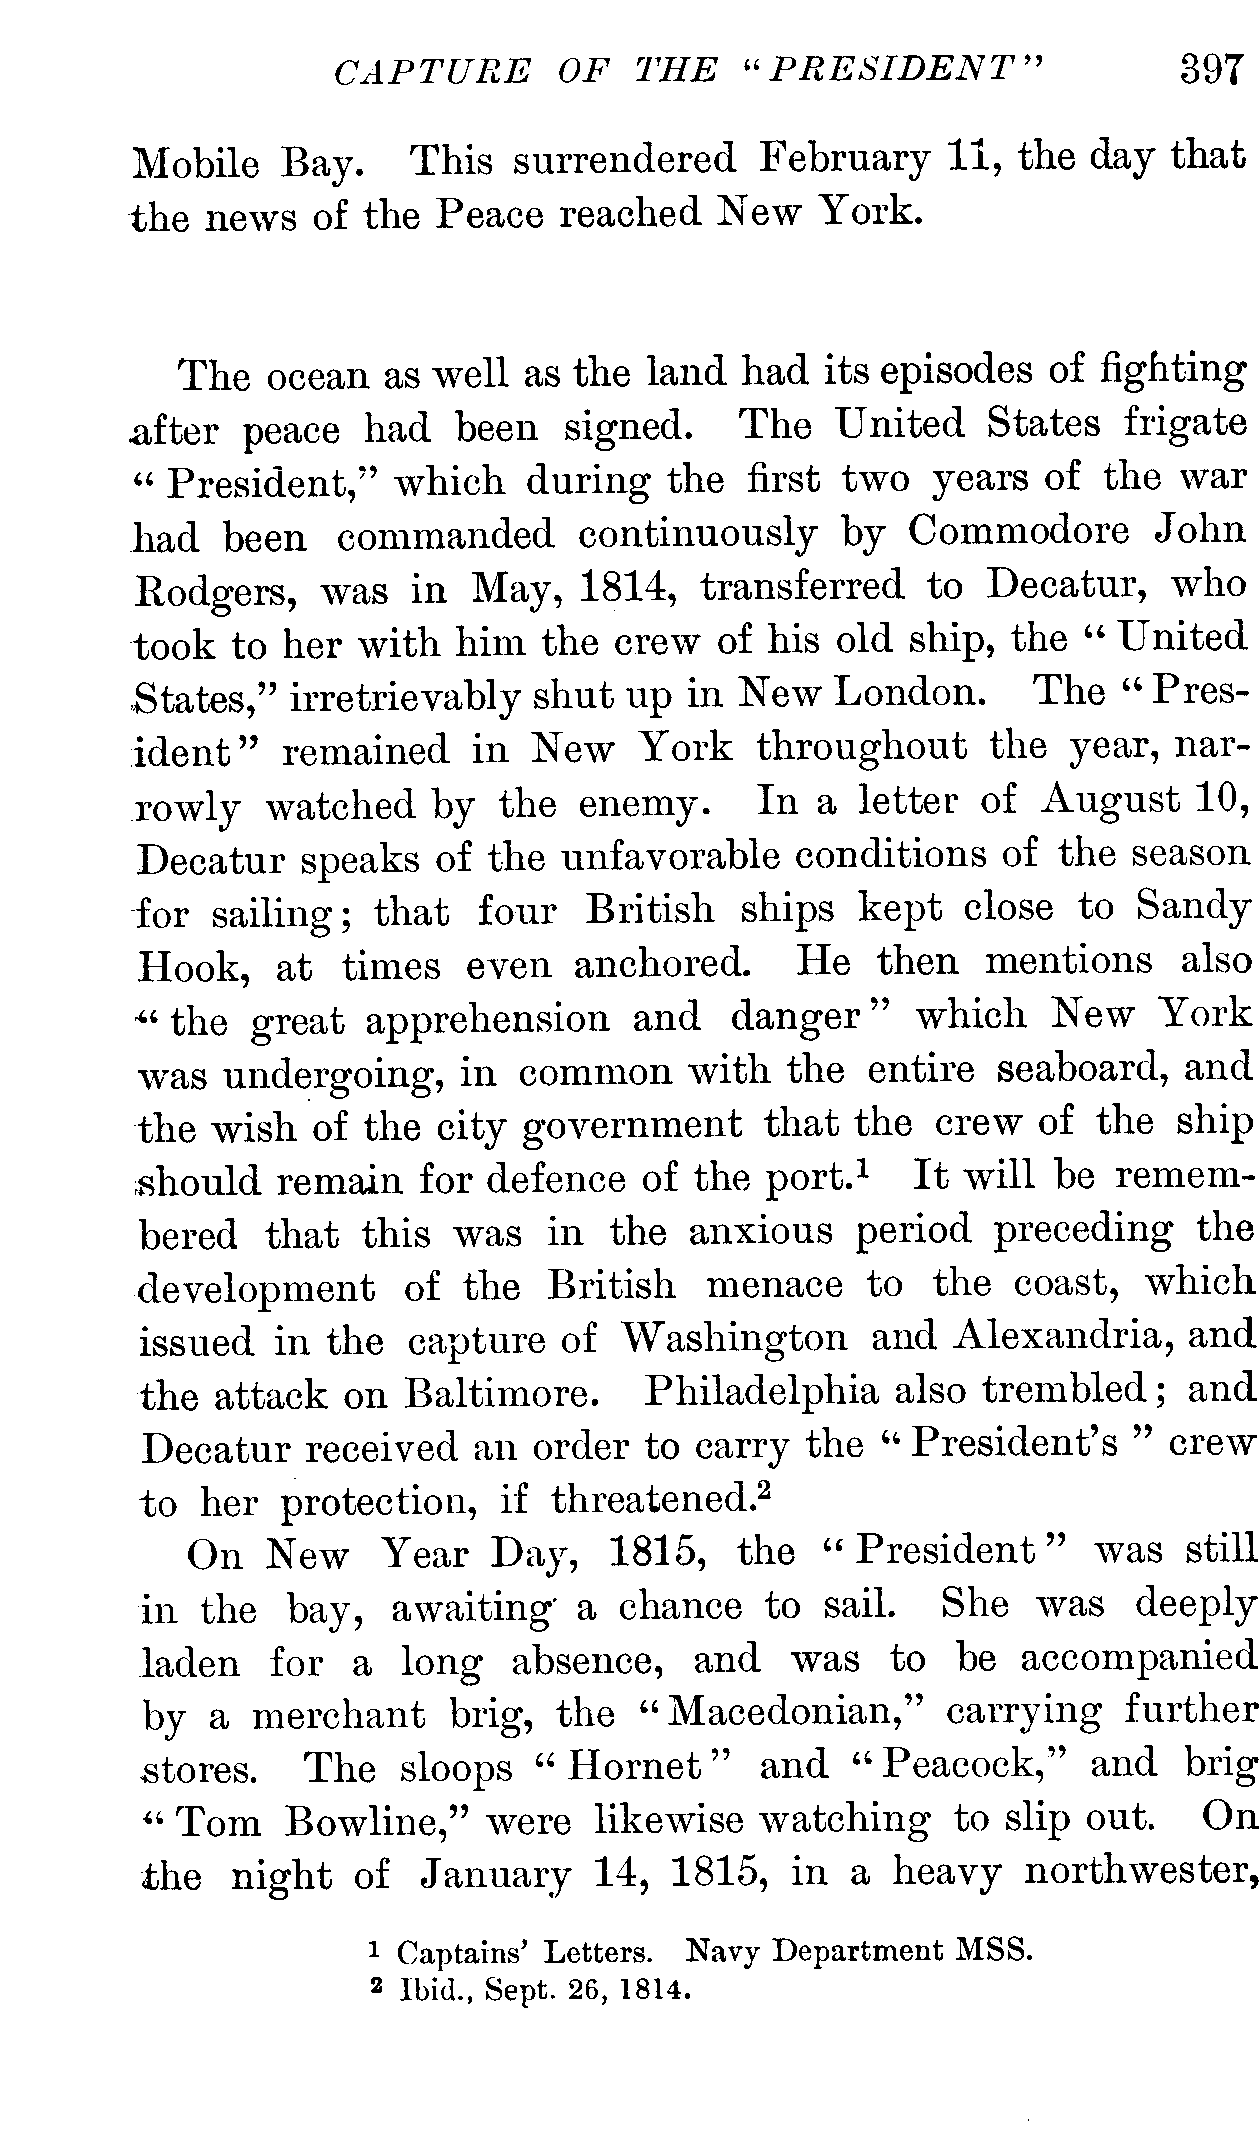 CAPTURE OF THE "PRESIDENT" 397
Mobile Bay. This surrendered February 11, the day that
the news of the Peace reached New York.
The ocean as well as the land had its episodes of fighting
after peace had been signed. The United States frigate
"President," which during the first two years of the war
had been commanded continuously by Commodore John
Rodgers, was in May, 1814, transferred to Decatur, who
took to her with him the crew of his old ship, the "United
States," irretrievably shut up in New London. The "Pres-
ident" remained in New York throughout the year, nar-
rowly watched by the enemy. In a letter of August 10,
Decatur speaks of the unfavorable conditions of the season
for sailing; that four British ships kept close to Sandy
Hook, at times even anchored. He then mentions also
"the great apprehension and danger" which New York
was undergoing, in common with the entire seaboard, and
the wish of the city government that the crew of the ship
should remain for defence of the port.¹ It will be remem-
bered that this was in the anxious period preceding the
development of the British menace to the coast, which
issued in the capture of Washington and Alexandria, and
the attack on Baltimore. Philadelphia also trembled; and
Decatur received an order to carry the "President's" crew
to her protection, if threatened.²
On New Year Day, 1815, the "President" was still
in the bay, awaiting a chance to sail. She was deeply
laden for a long absence, and was to be accompanied
by a merchant brig, the "Macedonian," carrying further
stores. The sloops "Hornet" and "Peacock," and brig
"Tom Bowline," were likewise watching to slip out. On
the night of January 14, 1815, in a heavy northwester,
¹ Captains' Letters. Navy Department MSS.
² Ibid., Sept. 26, 1814.